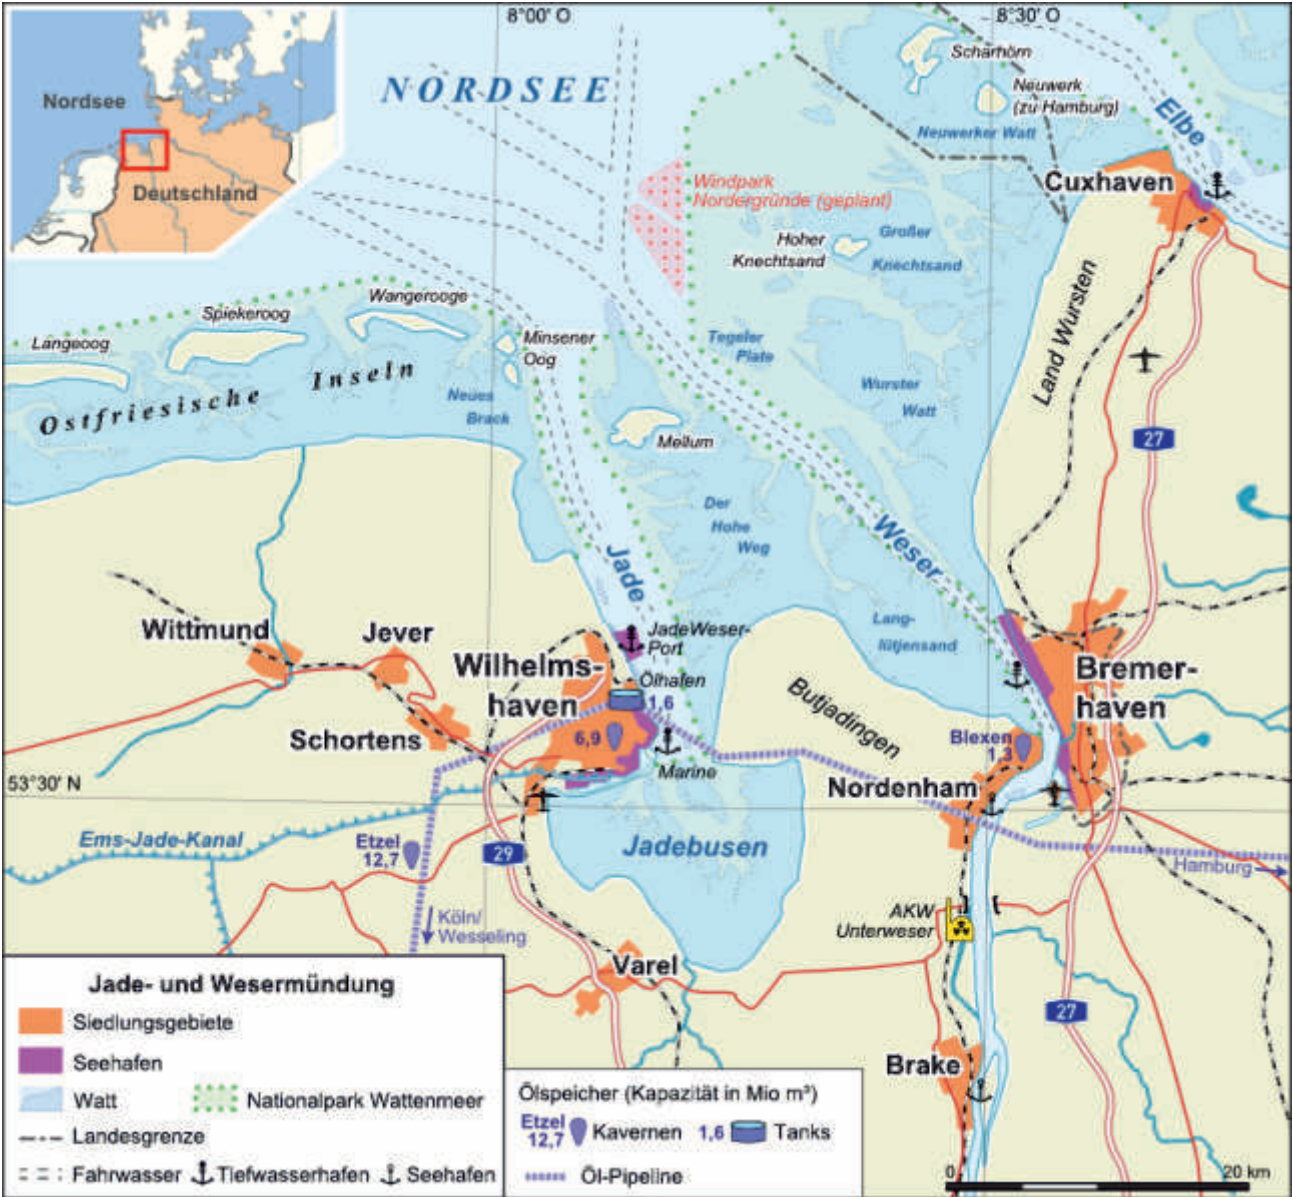 8°00′ O
8°30′ O
Nordsee
Deutschland
NORDSEE
Scharhörn
Neuwerk
(zu Hamburg)
Neuwerker Watt
Elbe
Cuxhaven
Windpark
Nordergründe (geplant)
Hoher
Knechtsand
Großer
Knechtsand
Land Wursten
Wangerooge
Spiekeroog
Langeoog
Minsener
Oog
Ostfriesische Inseln
Neues
Brack
Tegeler
Plate
Wurster
Watt
Mellum
27
Der
Hohe
Weg
Jade
Weser
Wittmund
Jever
JadeWeser-
Port
Lang-
lütjensand
Wilhelms-
haven
Ölhafen
1,6
6,9
Bremer-
haven
Butjadingen
Schortens
Blexen
1,3
Marine
Nordenham
53°30′ N
Ems-Jade-Kanal
Etzel
12,7
29
Jadebusen
Hamburg
Köln/
Wesseling
AKW
Unterweser
Varel
27
Brake
Jade- und Wesermündung
Siedlungsgebiete
Seehafen
Watt
Nationalpark Wattenmeer
Landesgrenze
Fahrwasser
Tiefwasserhafen
Seehafen
Ölspeicher (Kapazität in Mio m³)
Etzel
12,7
Kavernen
1,6
Tanks
Öl-Pipeline
0
20 km